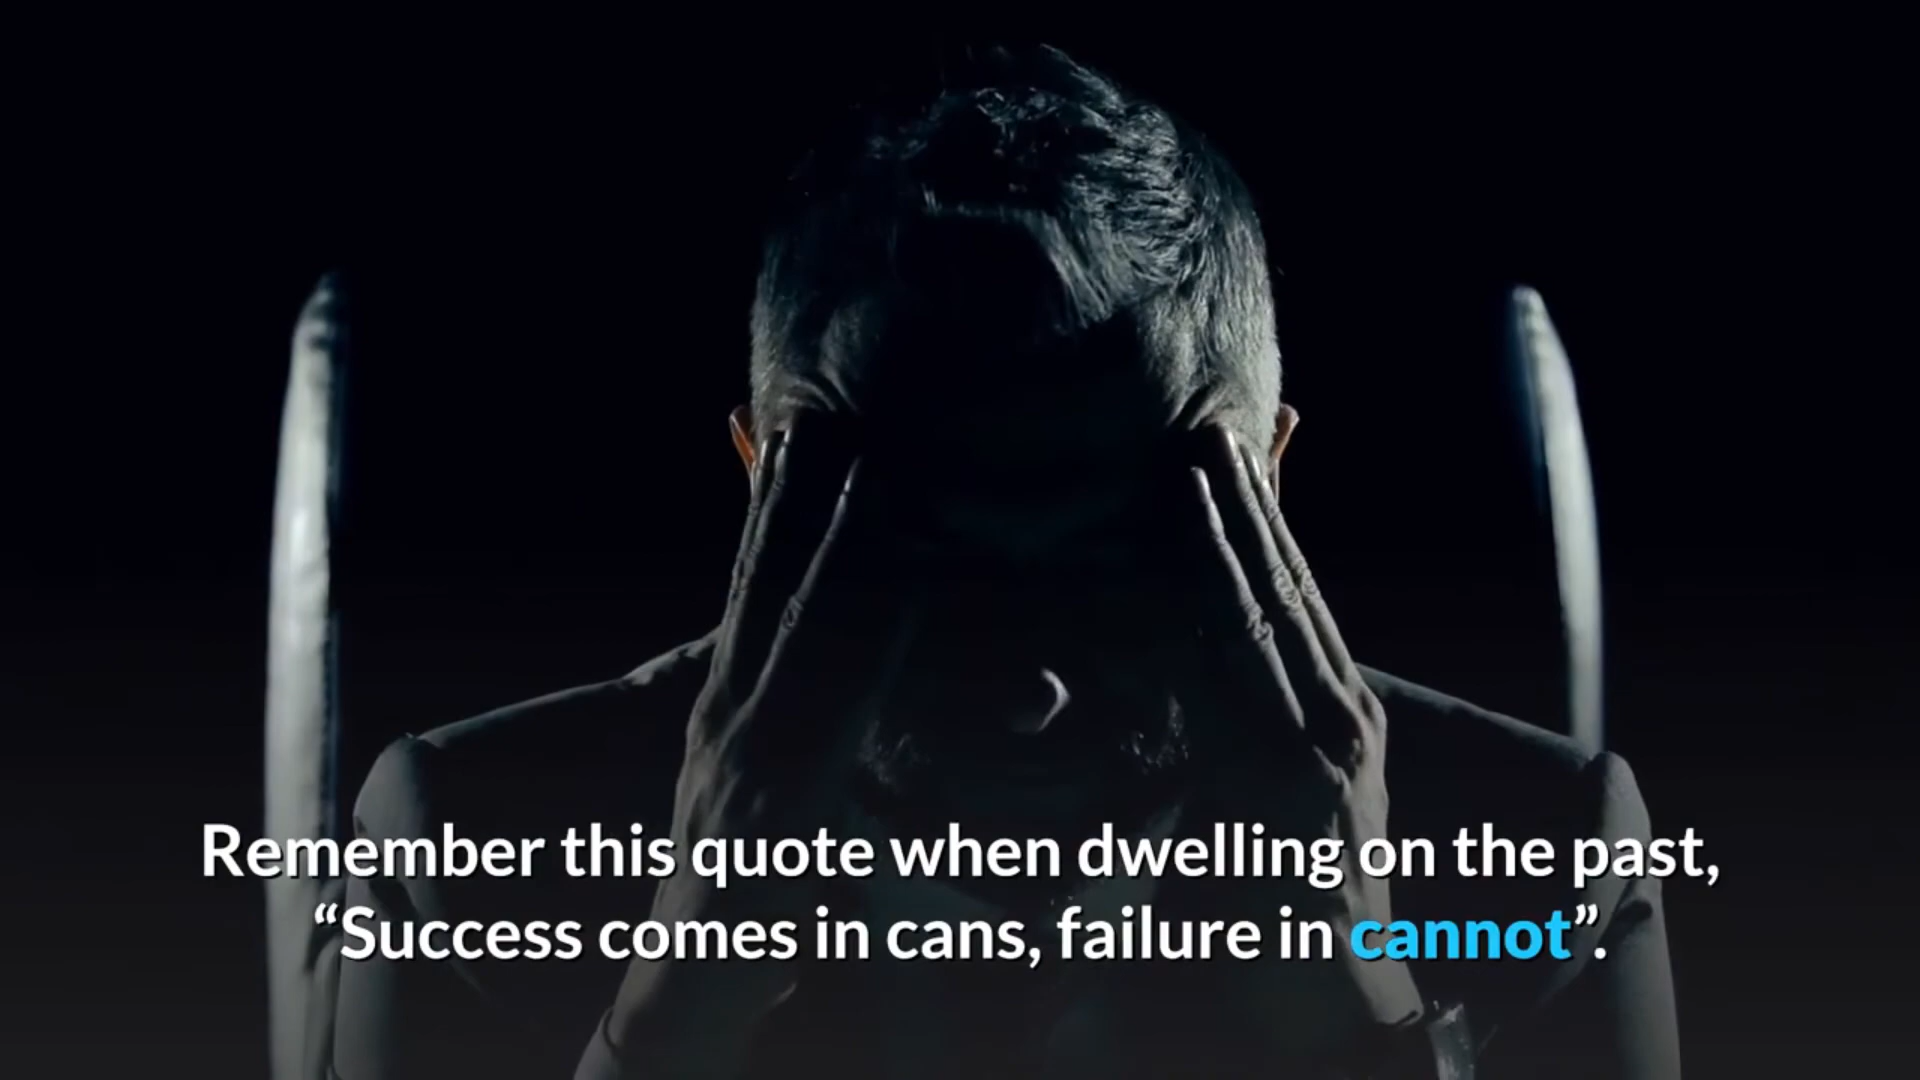 Remember this quote when dwelling on the past,
“Success comes in cans, failure in cannot”.